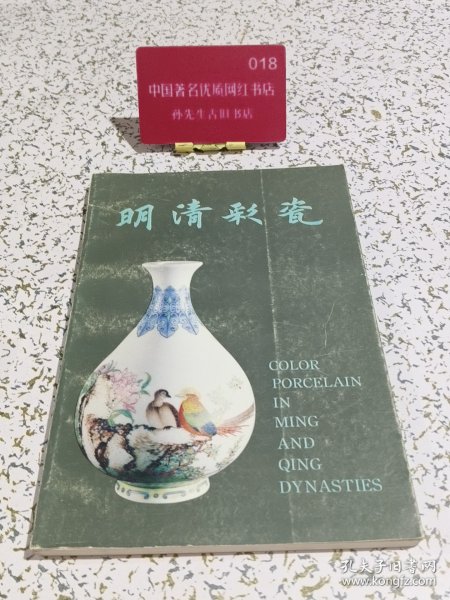 018
中国著名优质网红书店
孙先生古旧书店
明清彩瓷
COLOR
PORCELAIN
IN
MING
AND
QING
DYNASTIES
孔夫子旧书网
www.kongfz.com